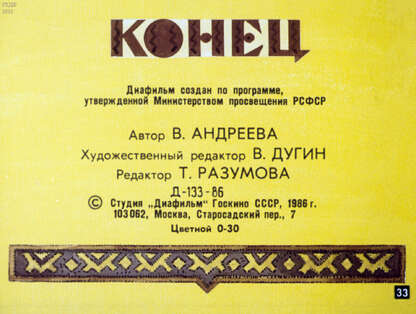 КОНЕЦ
Диафильм создан по программе,
утвержденной Министерством просвещения РСФСР
Автор В. АНДРЕЕВА
Художественный редактор В. ДУГИН
Редактор Т. РАЗУМОВА
Д-133-86
© Студия „Диафильм" Госкино СССР, 1986 г.
103062, Москва, Старосадский пер., 7
Цветной 0-30
33